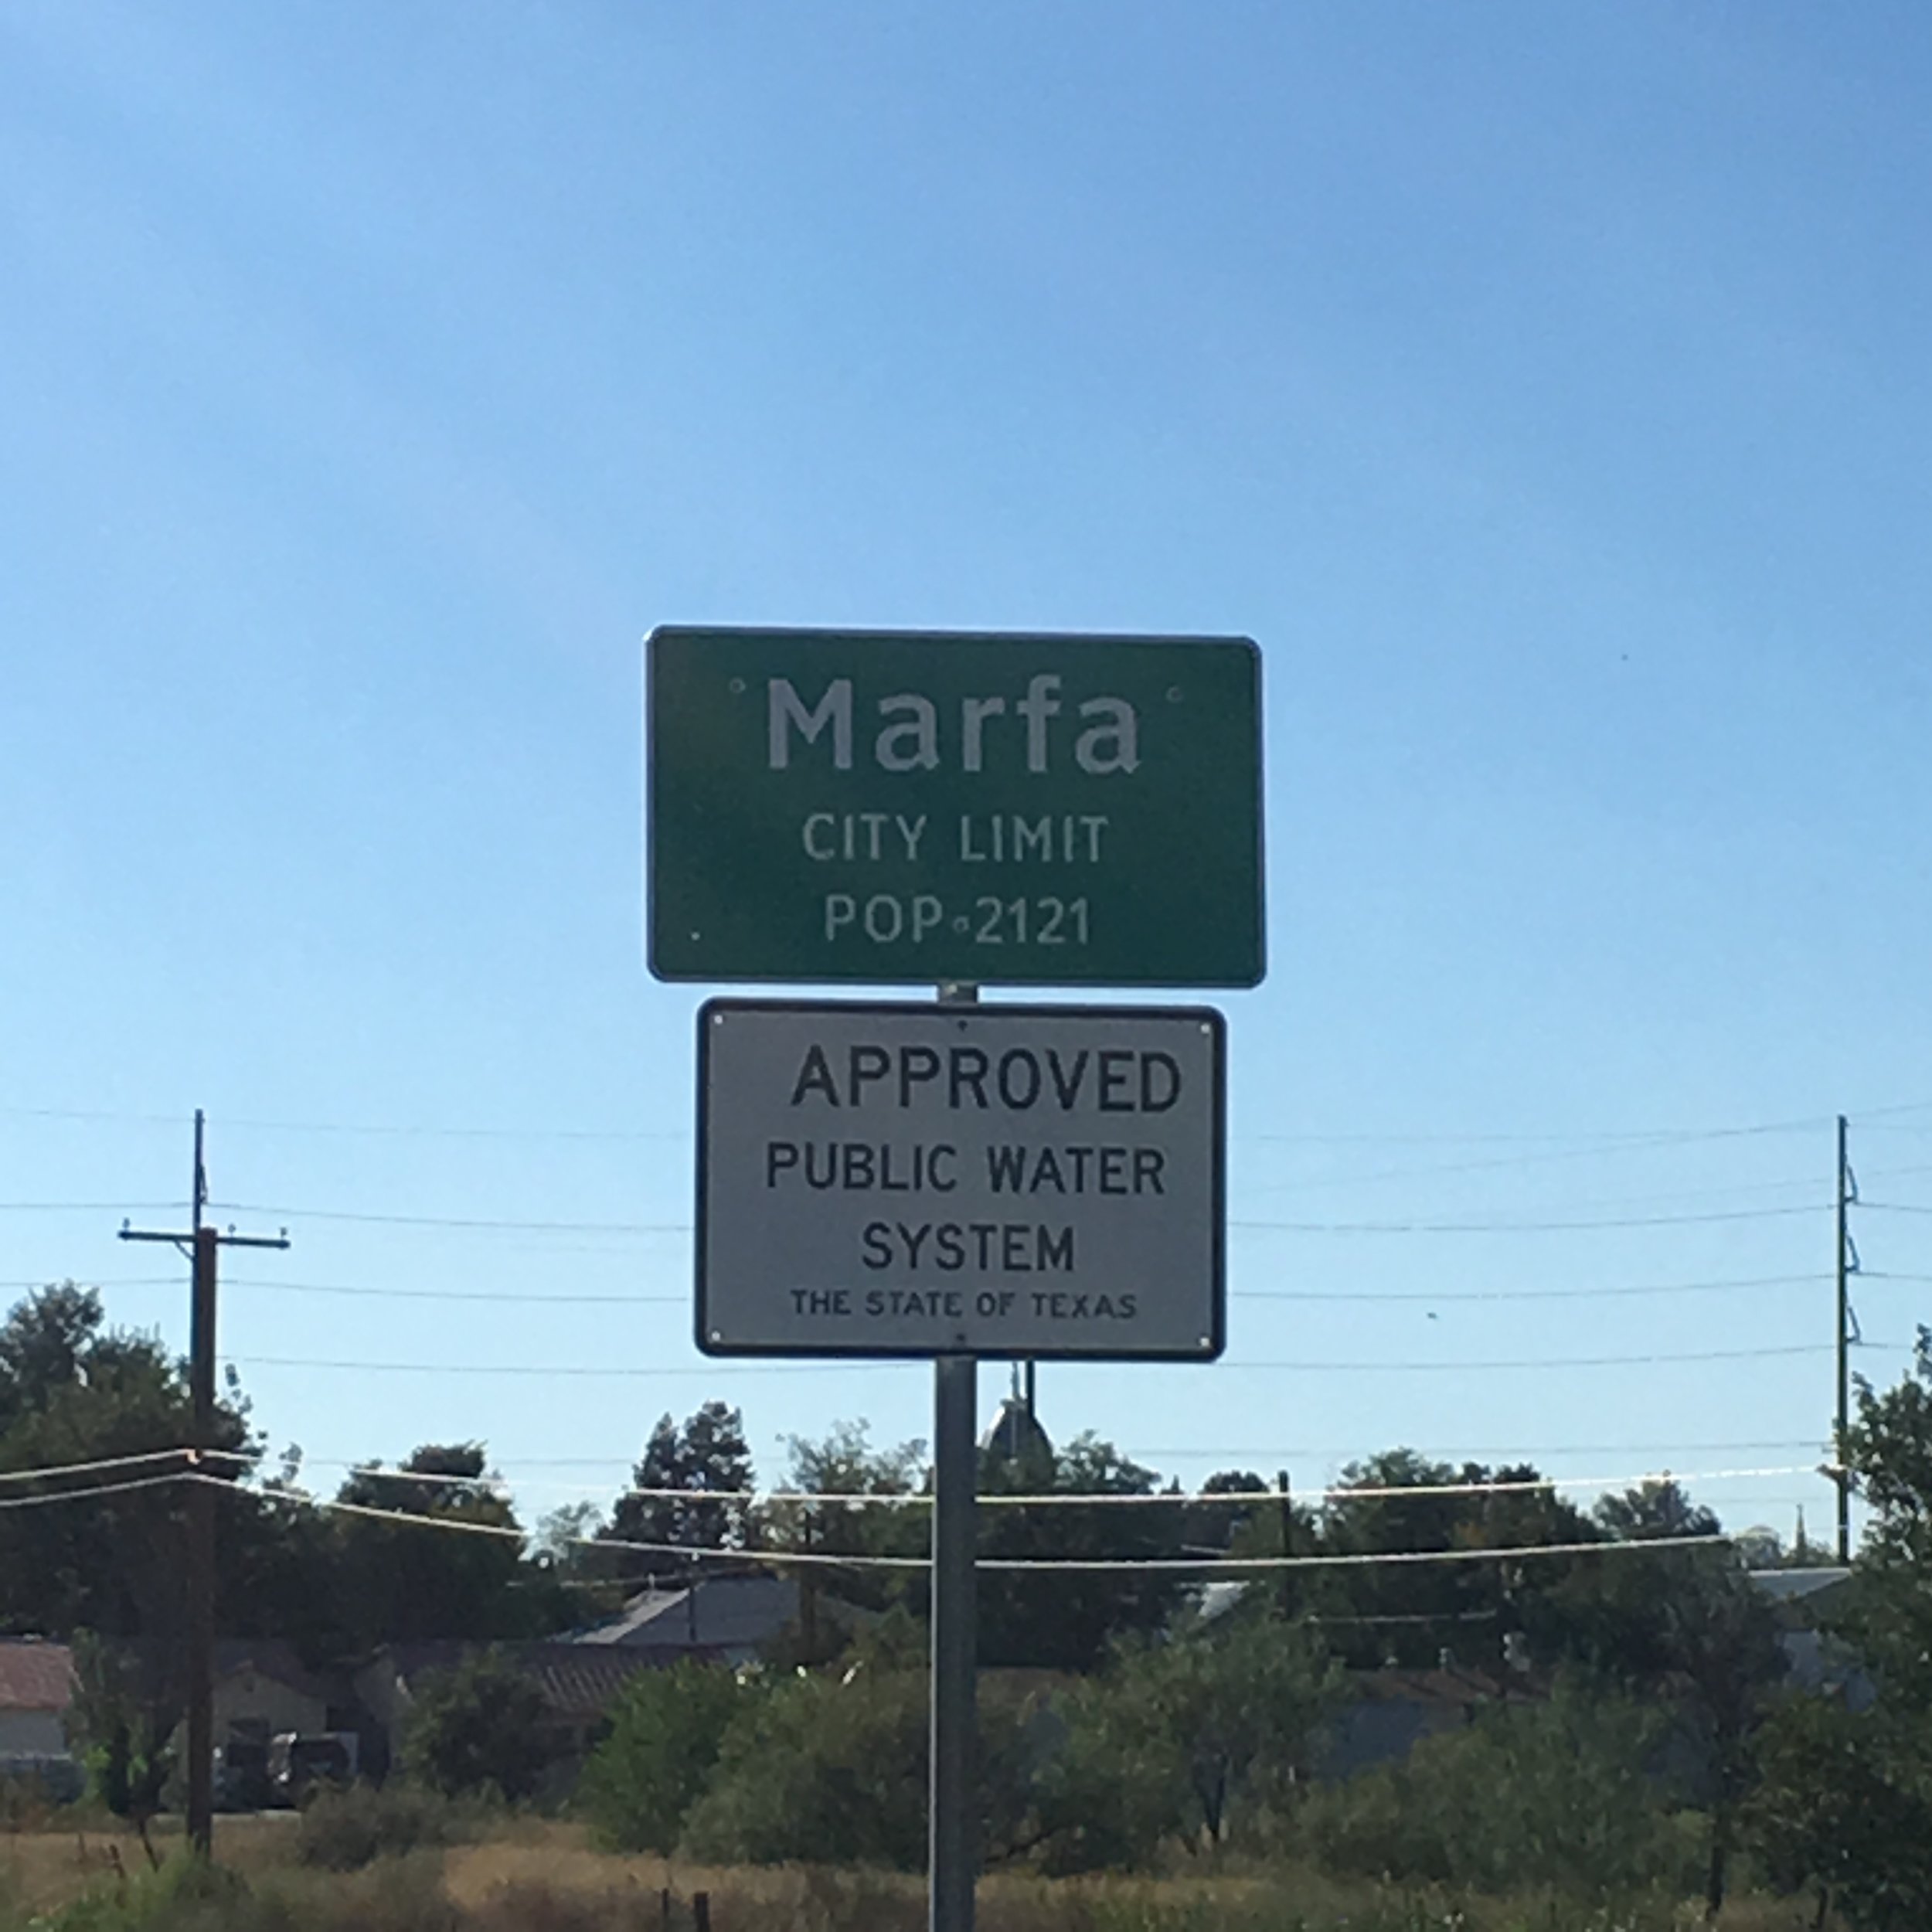 Marfa
CITY LIMIT
POP 2121
APPROVED
PUBLIC WATER
SYSTEM
THE STATE OF TEXAS